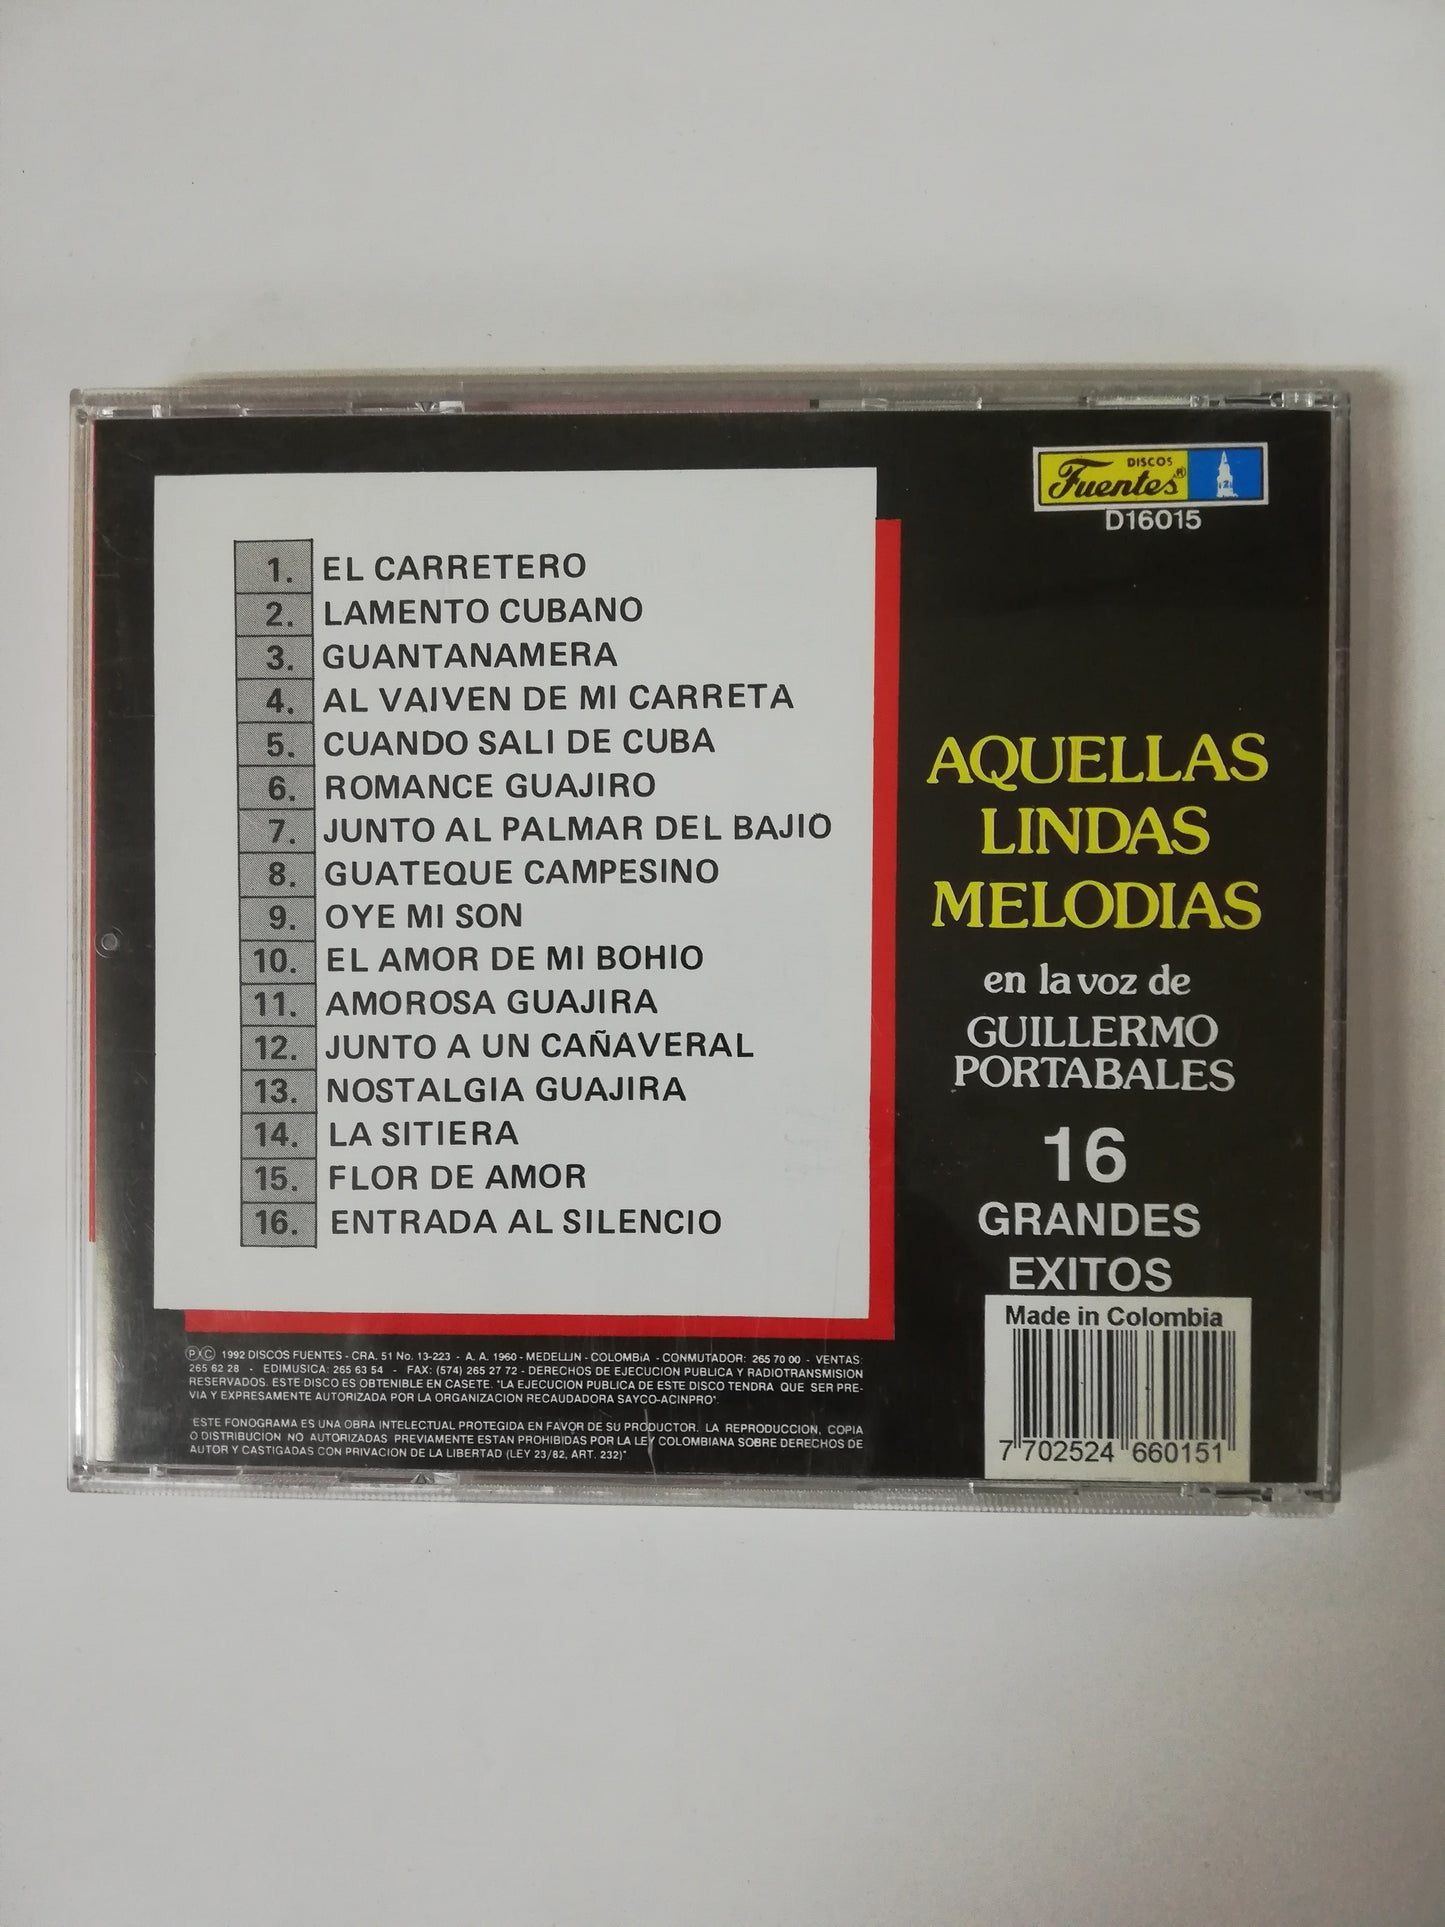 1. EL CARRETERO
2. LAMENTO CUBANO
3. GUANTANAMERA
4. AL VAIVEN DE MI CARRETA
5. CUANDO SALI DE CUBA
6. ROMANCE GUAJIRO
7. JUNTO AL PALMAR DEL BAJIO
8. GUATEQUE CAMPESINO
9. OYE MI SON
10. EL AMOR DE MI BOHIO
11. AMOROSA GUAJIRA
12. JUNTO A UN CAÑAVERAL
13. NOSTALGIA GUAJIRA
14. LA SITIERA
15. FLOR DE AMOR
16. ENTRADA AL SILENCIO
DISCOS
Fuentes®
D16015
AQUELLAS
LINDAS
MELODIAS
en la voz de
GUILLERMO
PORTABALES
16
GRANDES
EXITOS
Made in Colombia
7 702524 660151
Ⓟ Ⓒ 1992 DISCOS FUENTES - CRA. 51 No. 13-223 - A. A. 1960 - MEDELLIN - COLOMBIA - CONMUTADOR: 265 70 00 - VENTAS:
265 62 28 - EDIMUSICA: 265 63 54 - FAX: (574) 265 27 72 - DERECHOS DE EJECUCION PUBLICA Y RADIOTRANSMISION
RESERVADOS. ESTE DISCO ES OBTENIBLE EN CASETE. "LA EJECUCION PUBLICA DE ESTE DISCO TENDRA QUE SER PRE-
VIA Y EXPRESAMENTE AUTORIZADA POR LA ORGANIZACION RECAUDADORA SAYCO-ACINPRO".
"ESTE FONOGRAMA ES UNA OBRA INTELECTUAL PROTEGIDA EN FAVOR DE SU PRODUCTOR. LA REPRODUCCION, COPIA
O DISTRIBUCION NO AUTORIZADAS PREVIAMENTE ESTAN PROHIBIDAS POR LA LEY COLOMBIANA SOBRE DERECHOS DE
AUTOR Y CASTIGADAS CON PRIVACION DE LA LIBERTAD (LEY 23/82, ART. 232)"